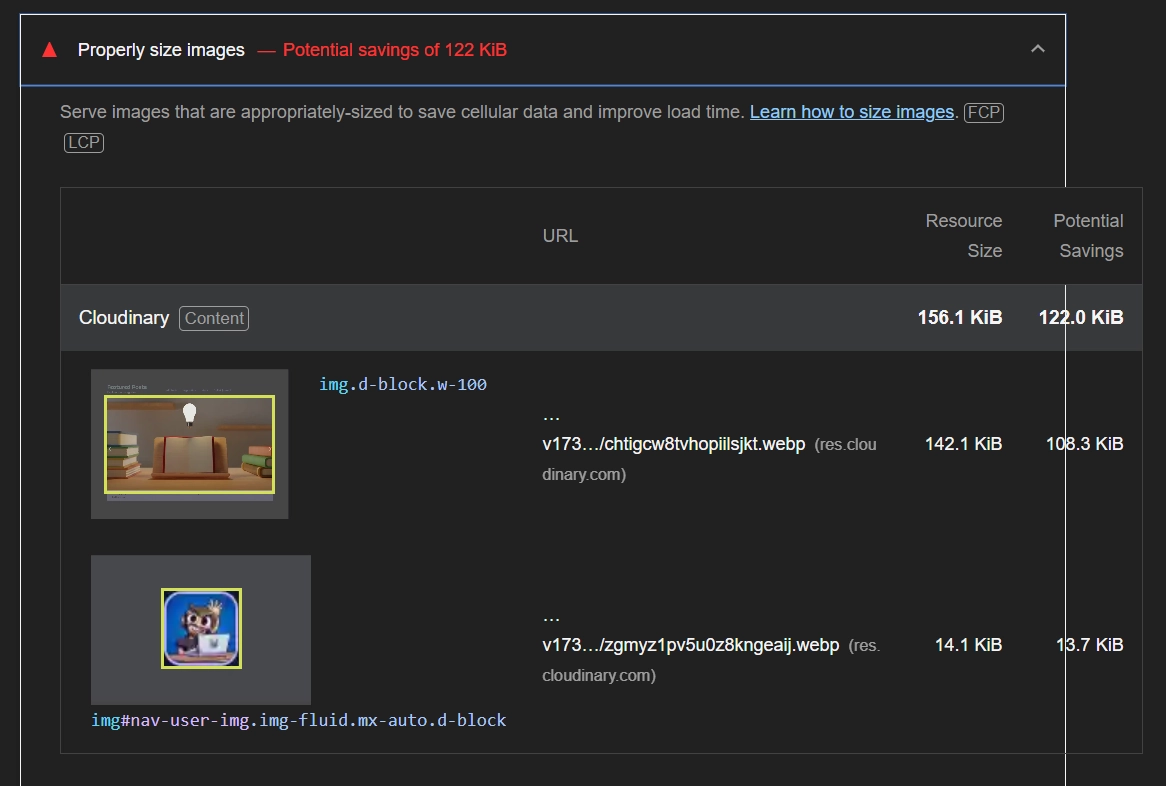 Properly size images — Potential savings of 122 KiB
Serve images that are appropriately-sized to save cellular data and improve load time. Learn how to size images. FCP
LCP
URL
Resource
Size
Potential
Savings
Cloudinary Content 156.1 KiB 122.0 KiB
img.d-block.w-100
…
v173…/chtigcw8tvhopiilsjkt.webp (res.clou
dinary.com)
142.1 KiB 108.3 KiB
…
v173…/zgmyz1pv5u0z8kngeaij.webp (res.
cloudinary.com)
14.1 KiB 13.7 KiB
img#nav-user-img.img-fluid.mx-auto.d-block